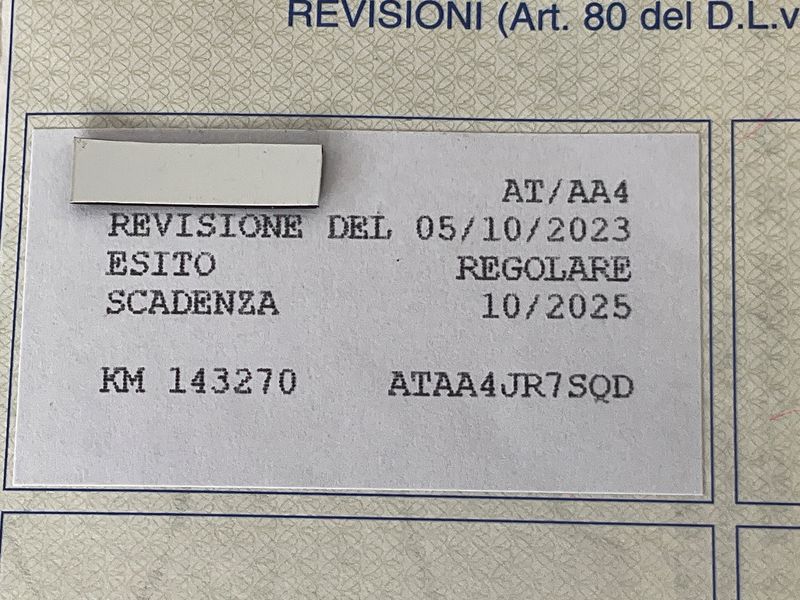 REVISIONI (Art. 80 del D.L.v
AT/AA4
REVISIONE DEL 05/10/2023
ESITO REGOLARE
SCADENZA 10/2025
KM 143270 ATAA4JR7SQD